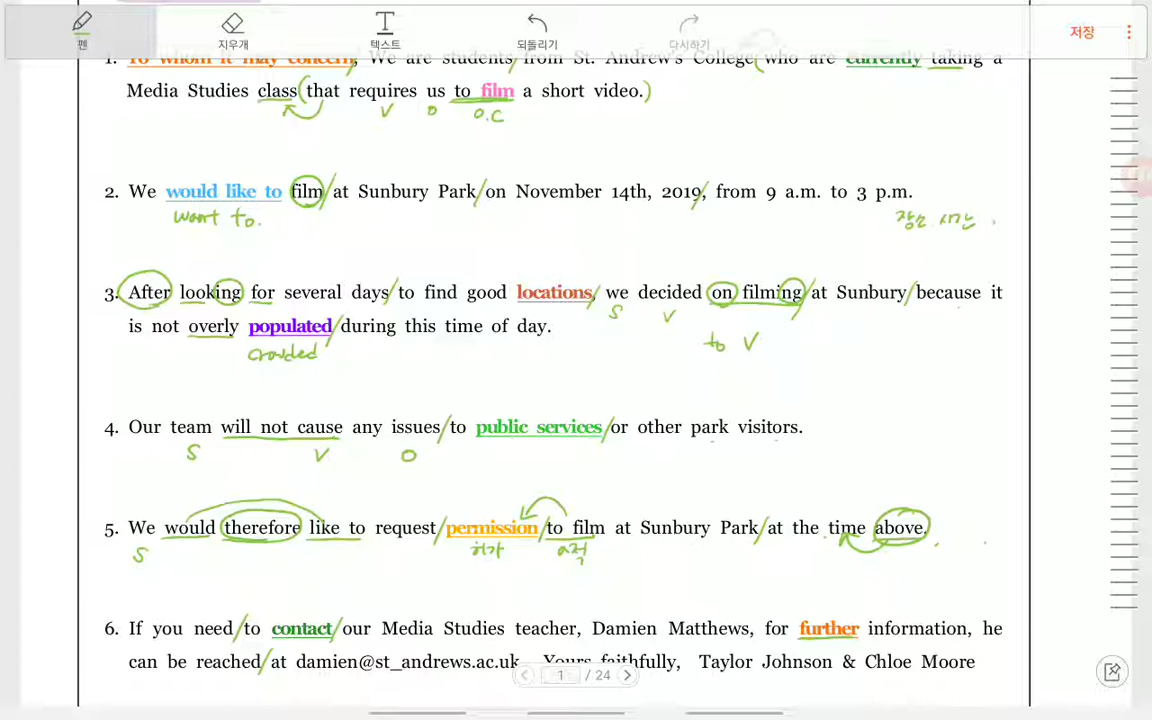 펜 지우개 텍스트 되돌리기 다시하기 저장
1. To whom it may concern, We are students from St. Andrew's College who are currently taking a
Media Studies class (that requires us to film a short video.)
V O O.C
2. We would like to film at Sunbury Park on November 14th, 2019, from 9 a.m. to 3 p.m.
want to. 장소 시간
3. After looking for several days to find good locations, we decided on filming at Sunbury because it
S V
is not overly populated during this time of day.
crowded to V
4. Our team will not cause any issues to public services or other park visitors.
S V O
5. We would therefore like to request permission to film at Sunbury Park at the time above.
S 허가
6. If you need to contact our Media Studies teacher, Damien Matthews, for further information, he
can be reached at damien@st_andrews.ac.uk Yours faithfully, Taylor Johnson & Chloe Moore
1 / 24